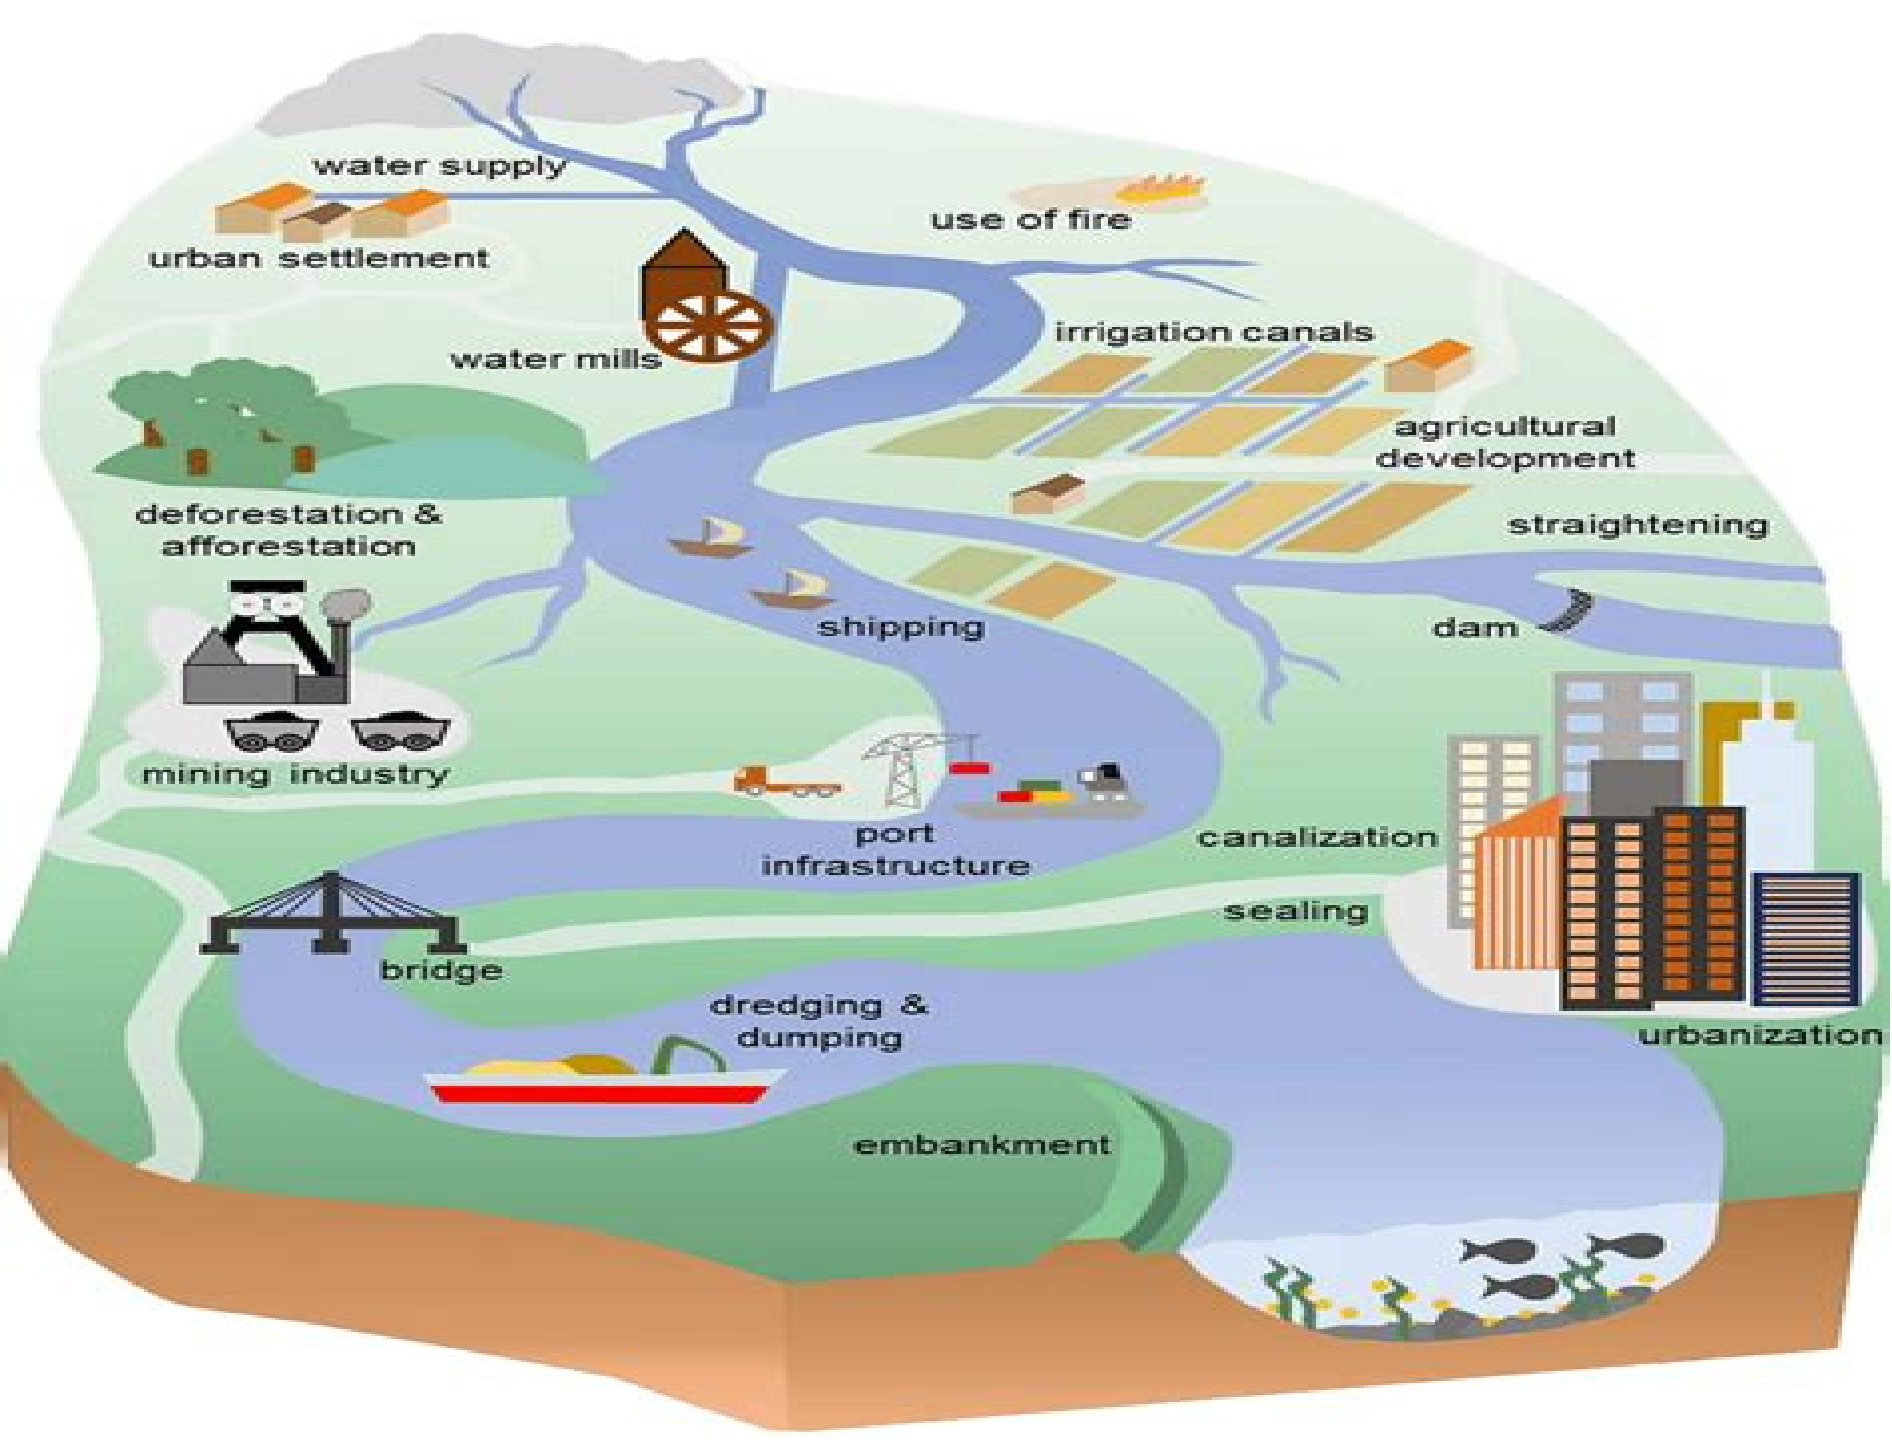 water supply
use of fire
urban settlement
irrigation canals
water mills
agricultural
development
deforestation &
afforestation
straightening
shipping
dam
mining industry
port
infrastructure
canalization
sealing
bridge
dredging &
dumping
urbanization
embankment